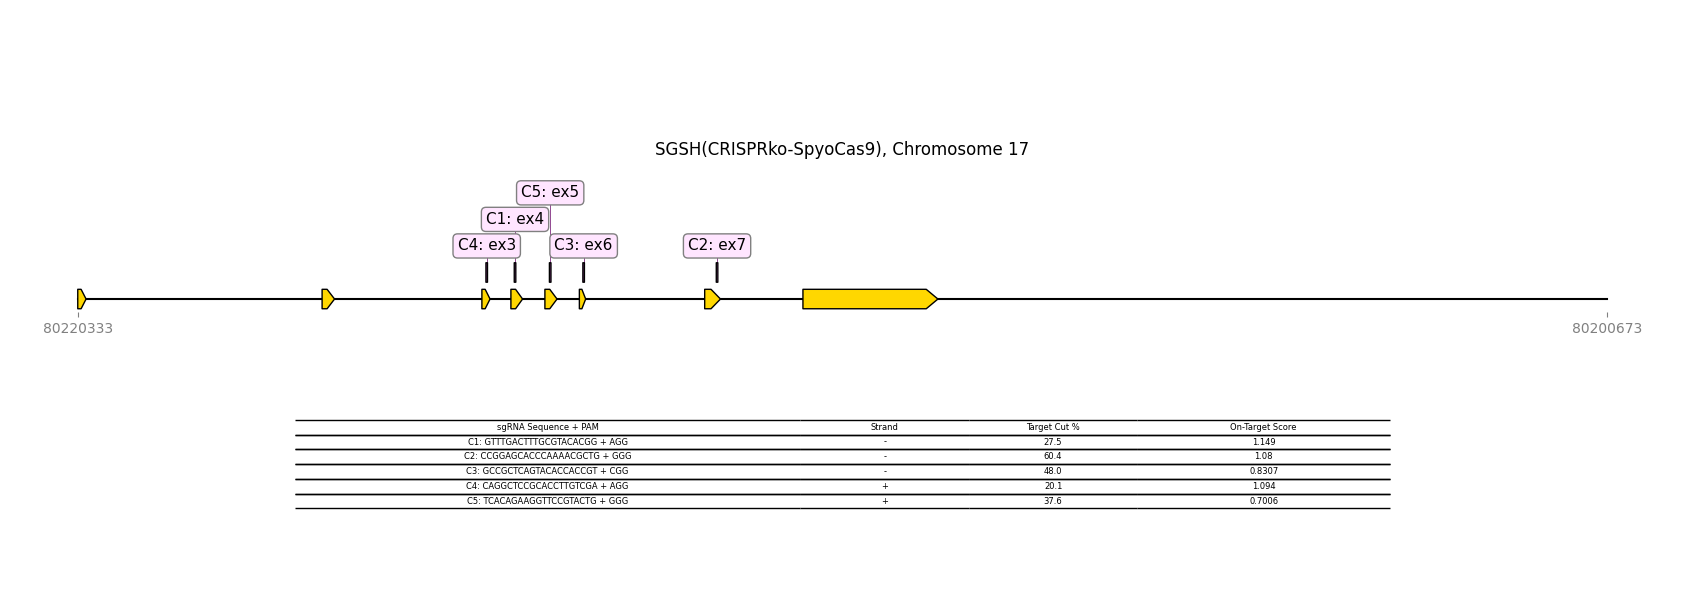 SGSH(CRISPRko-SpyoCas9), Chromosome 17
C5: ex5
C1: ex4
C4: ex3 C3: ex6 C2: ex7
80220333 80200673
sgRNA Sequence + PAM Strand Target Cut % On-Target Score
C1: GTTTGACTTTGCGTACACGG + AGG - 27.5 1.149
C2: CCGGAGCACCCAAAACGCTG + GGG - 60.4 1.08
C3: GCCGCTCAGTACACCACCGT + CGG - 48.0 0.8307
C4: CAGGCTCCGCACCTTGTCGA + AGG + 20.1 1.094
C5: TCACAGAAGGTTCCGTACTG + GGG + 37.6 0.7006